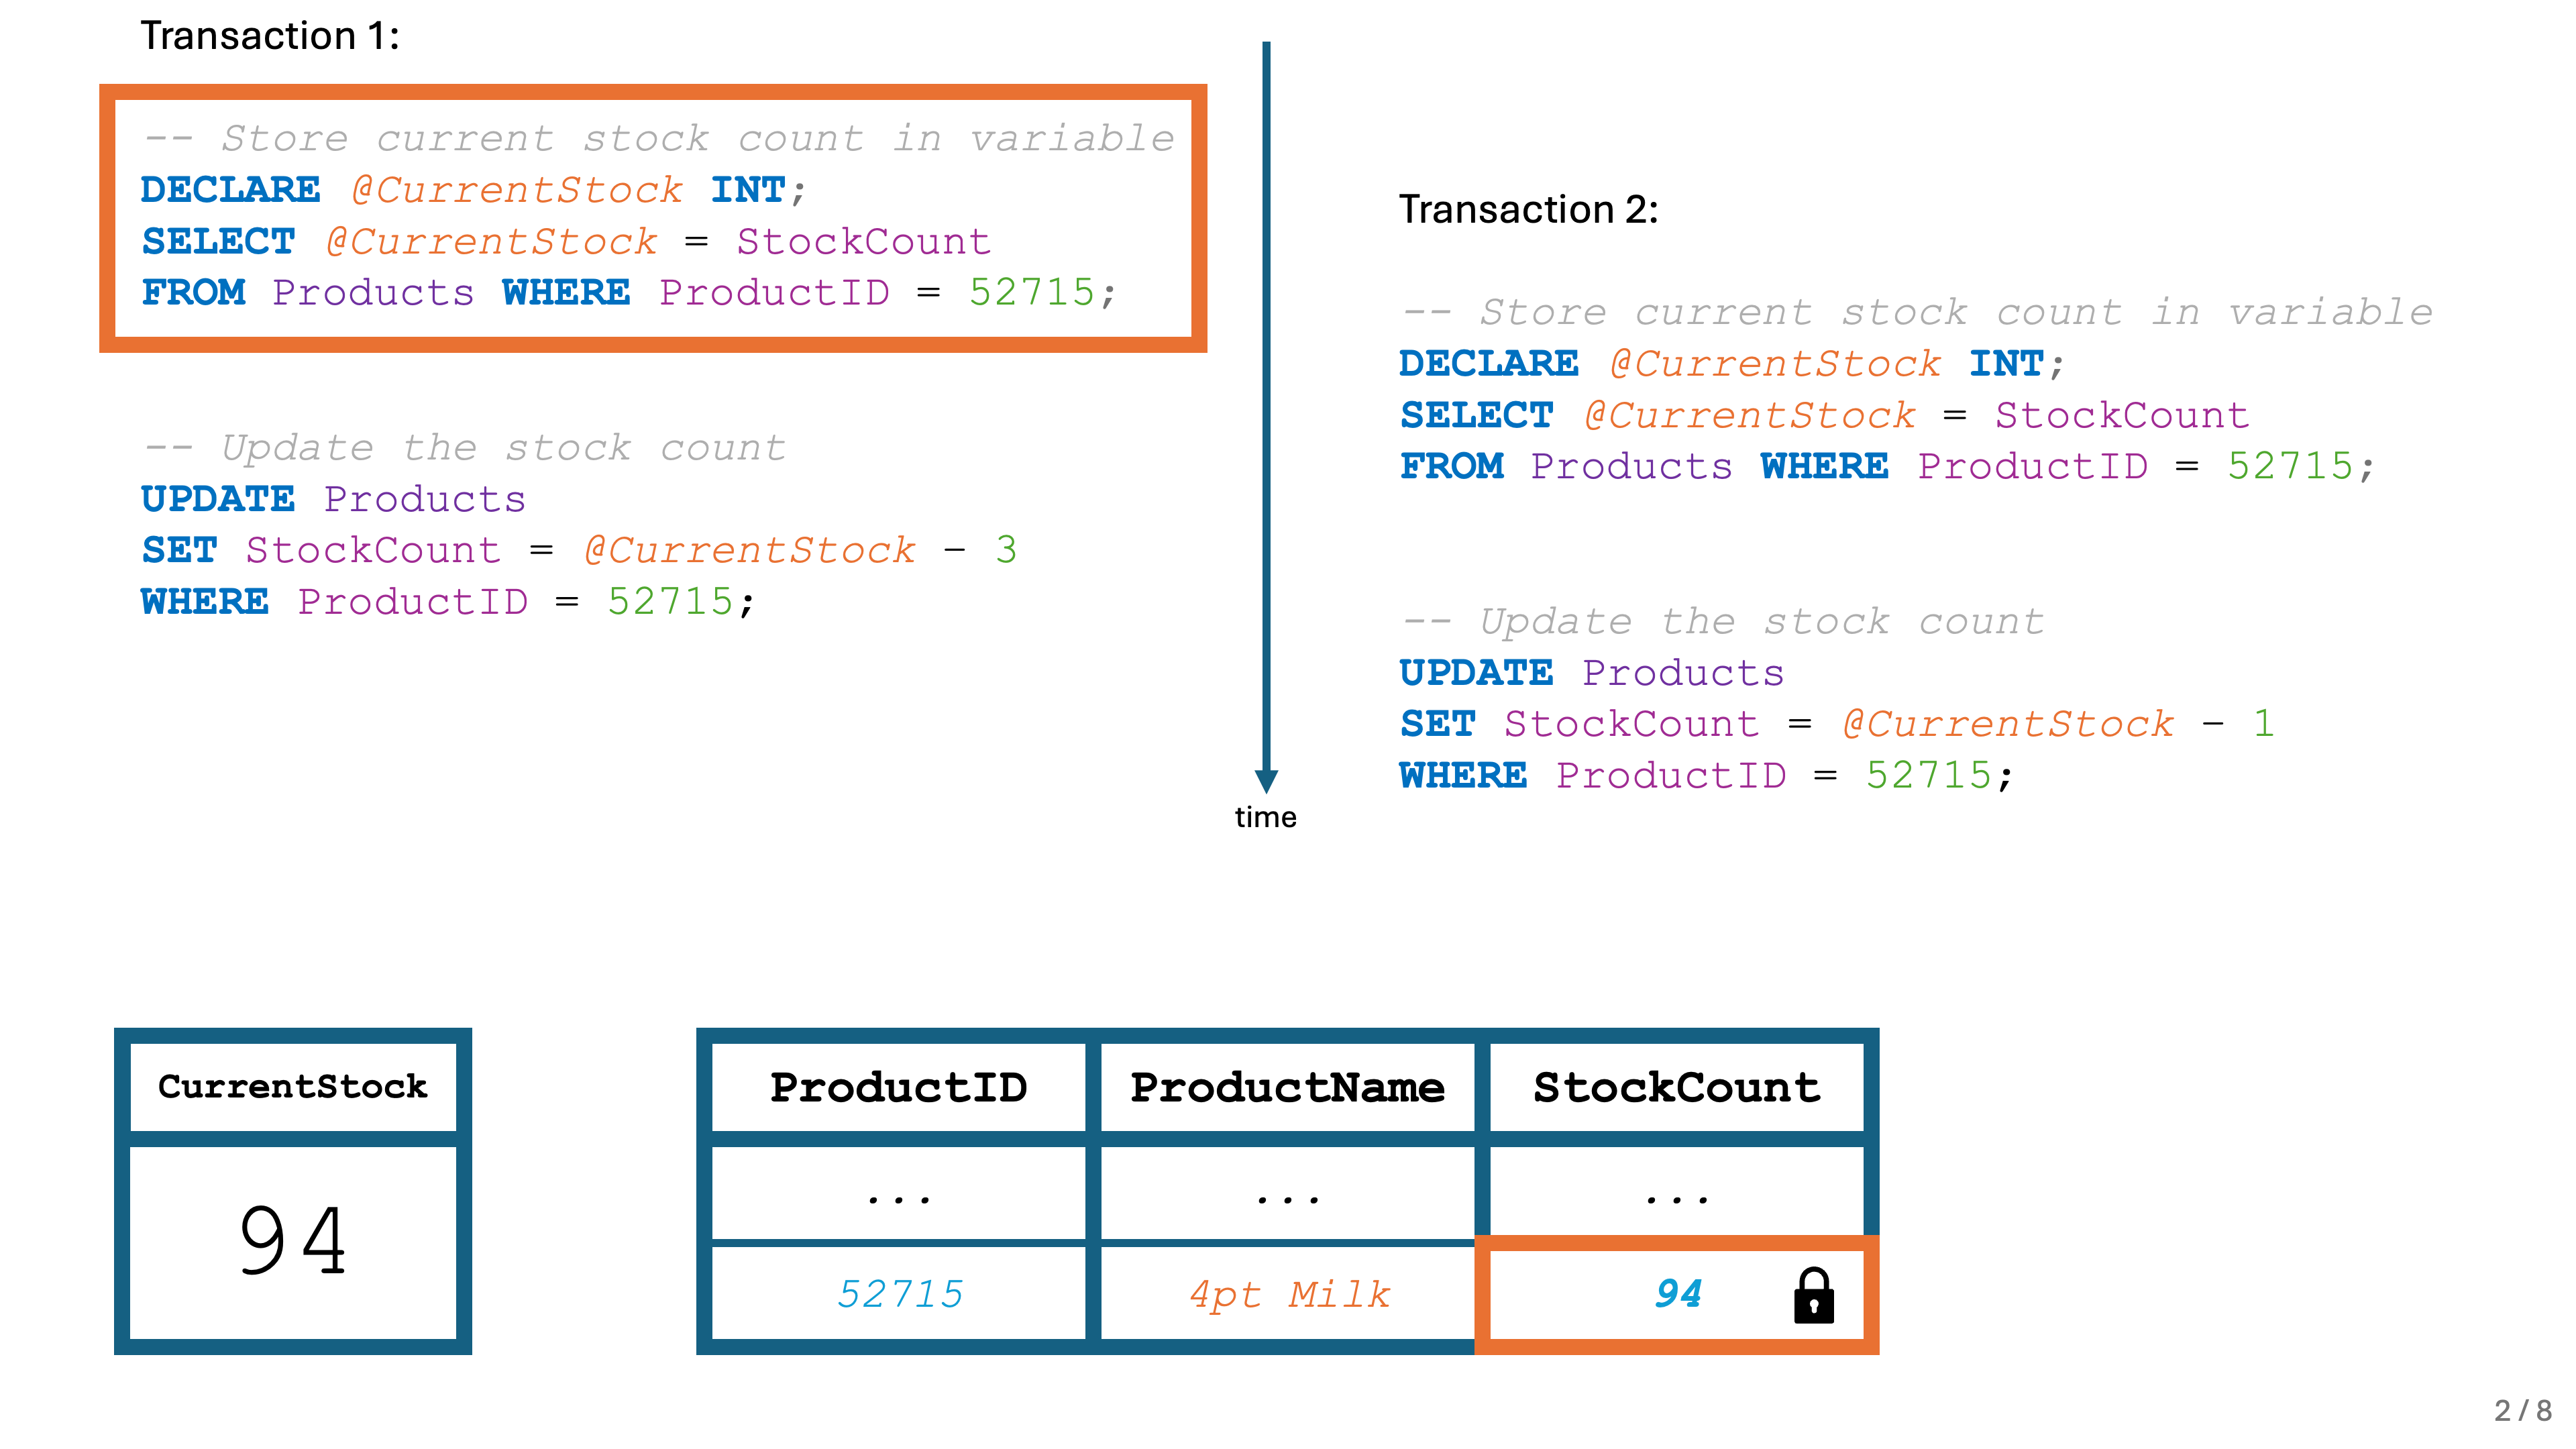 Transaction 1:
-- Store current stock count in variable
DECLARE @CurrentStock INT;
SELECT @CurrentStock = StockCount
FROM Products WHERE ProductID = 52715;
-- Update the stock count
UPDATE Products
SET StockCount = @CurrentStock - 3
WHERE ProductID = 52715;
time
Transaction 2:
-- Store current stock count in variable
DECLARE @CurrentStock INT;
SELECT @CurrentStock = StockCount
FROM Products WHERE ProductID = 52715;
-- Update the stock count
UPDATE Products
SET StockCount = @CurrentStock - 1
WHERE ProductID = 52715;
CurrentStock
94
ProductID ProductName StockCount
... ... ...
52715 4pt Milk 94
2 / 8